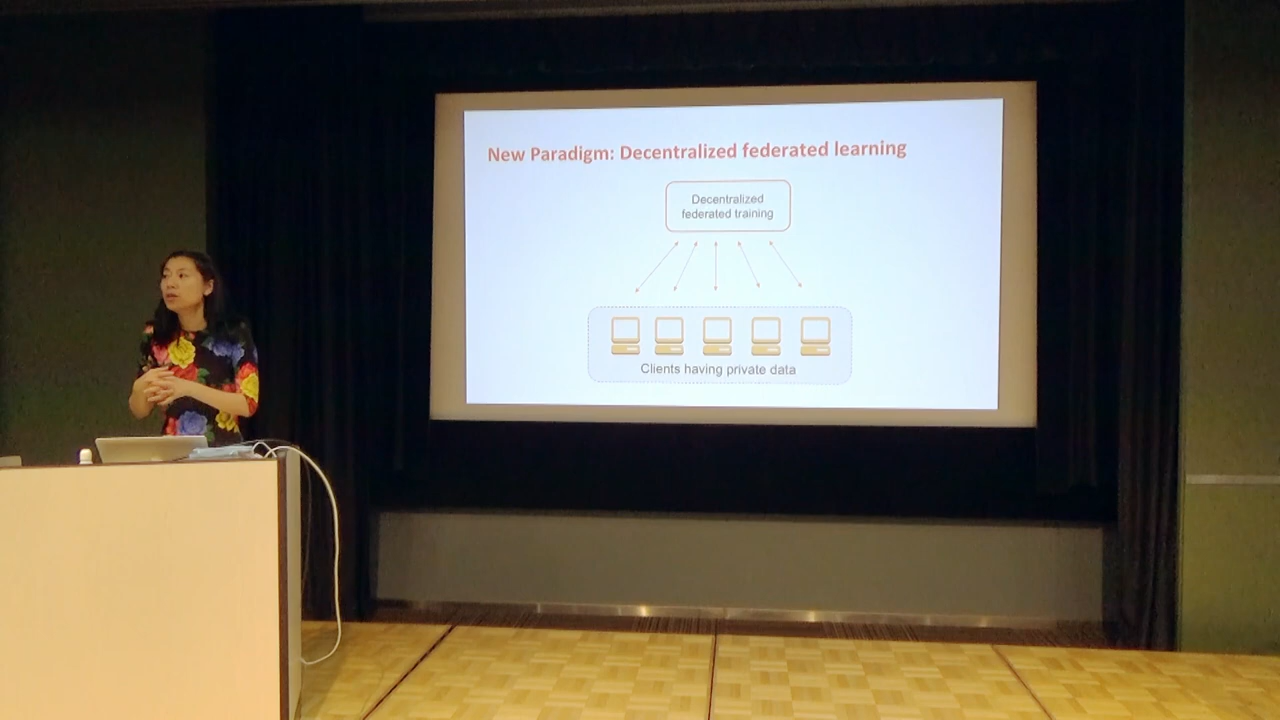 New Paradigm: Decentralized federated learning
Decentralized
federated training
Clients having private data